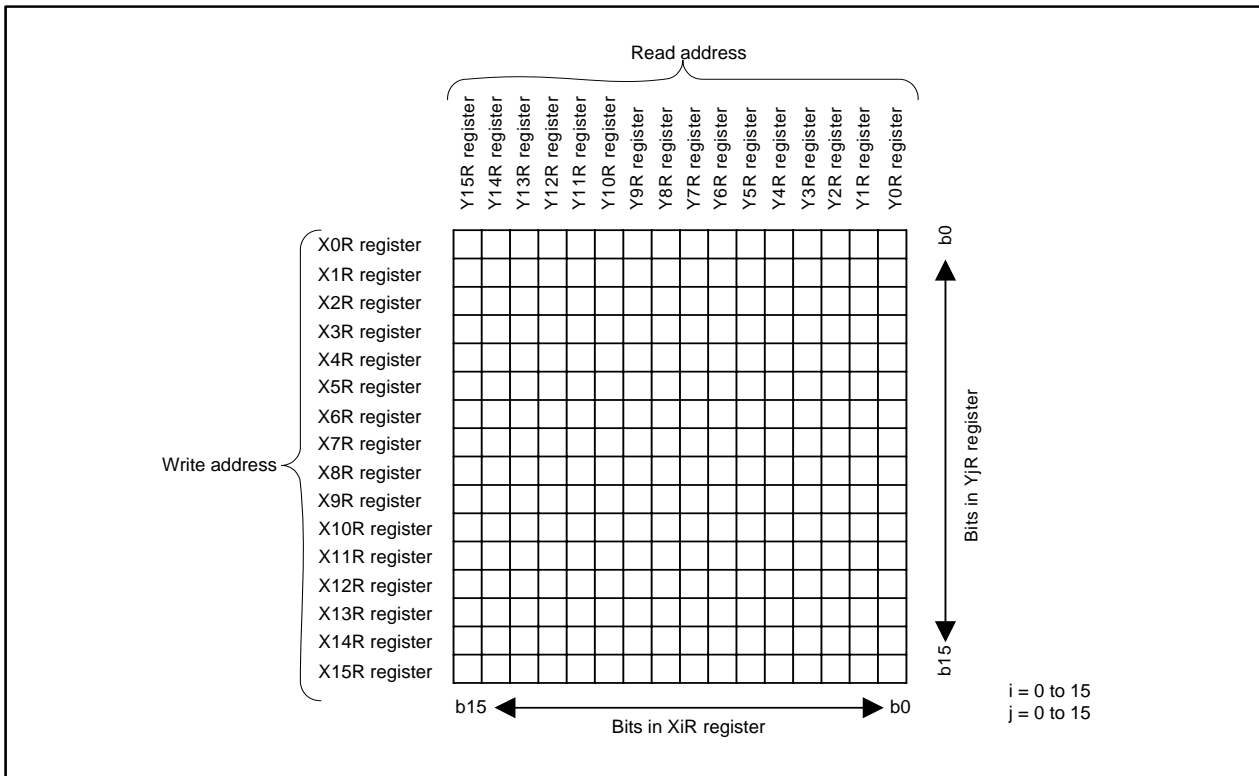 Read address
Y15R register
Y14R register
Y13R register
Y12R register
Y11R register
Y10R register
Y9R register
Y8R register
Y7R register
Y6R register
Y5R register
Y4R register
Y3R register
Y2R register
Y1R register
Y0R register
Write address
X0R register
X1R register
X2R register
X3R register
X4R register
X5R register
X6R register
X7R register
X8R register
X9R register
X10R register
X11R register
X12R register
X13R register
X14R register
X15R register
b0
Bits in YjR register
b15
b15
Bits in XiR register
b0
i = 0 to 15
j = 0 to 15